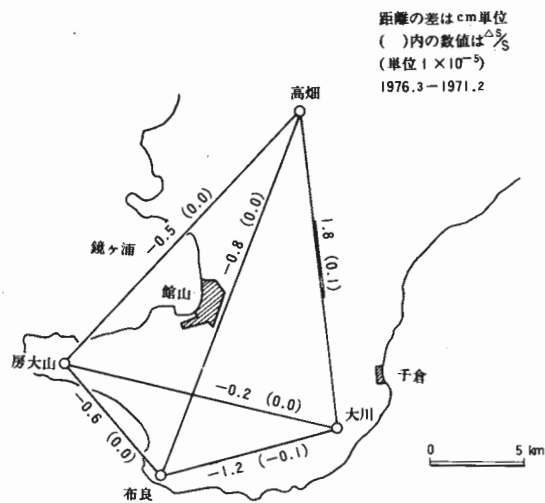 距離の差はcm単位
( )内の数値は△S/S
(単位1×10⁻⁵)
1976.3−1971.2
高畑
−0.5 (0.0)
−0.8 (0.0)
1.8 (0.1)
鏡ヶ浦
館山
房大山
−0.2 (0.0)
千倉
−0.6 (0.0)
大川
−1.2 (−0.1)
布良
0 5 km